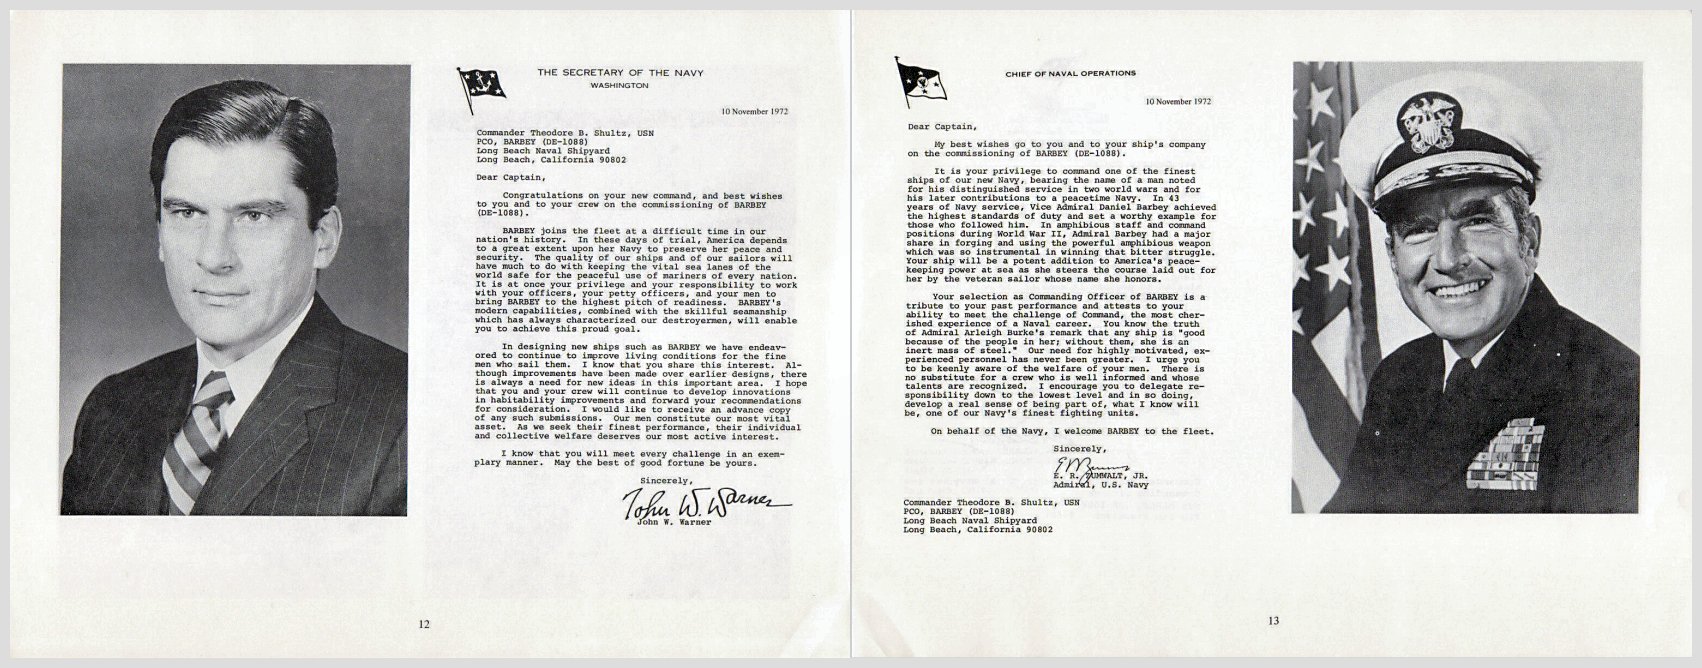 THE SECRETARY OF THE NAVY
WASHINGTON
10 November 1972
Commander Theodore B. Shultz, USN
PCO, BARBEY (DE-1088)
Long Beach Naval Shipyard
Long Beach, California 90802
Dear Captain,
Congratulations on your new command, and best wishes
to you and to your crew on the commissioning of BARBEY
(DE-1088).
BARBEY joins the fleet at a difficult time in our
nation's history. In these days of trial, America depends
to a great extent upon her Navy to preserve her peace and
security. The quality of our ships and of our sailors will
have much to do with keeping the vital sea lanes of the
world safe for the peaceful use of mariners of every nation.
It is at once your privilege and your responsibility to work
with your officers, your petty officers, and your men to
bring BARBEY to the highest pitch of readiness. BARBEY's
modern capabilities, combined with the skillful seamanship
which has always characterized our destroyermen, will enable
you to achieve this proud goal.
In designing new ships such as BARBEY we have endeav-
ored to continue to improve living conditions for the fine
men who sail them. I know that you share this interest. Al-
though improvements have been made over earlier designs, there
is always a need for new ideas in this important area. I hope
that you and your crew will continue to develop innovations
in habitability improvements and forward your recommendations
for consideration. I would like to receive an advance copy
of any such submissions. Our men constitute our most vital
asset. As we seek their finest performance, their individual
and collective welfare deserves our most active interest.
I know that you will meet every challenge in an exem-
plary manner. May the best of good fortune be yours.
Sincerely,
John W. Warner
John W. Warner
12
CHIEF OF NAVAL OPERATIONS
10 November 1972
Dear Captain,
My best wishes go to you and to your ship's company
on the commissioning of BARBEY (DE-1088).
It is your privilege to command one of the finest
ships of our new Navy, bearing the name of a man noted
for his distinguished service in two world wars and for
his later contributions to a peacetime Navy. In 43
years of Navy service, Vice Admiral Daniel Barbey achieved
the highest standards of duty and set a worthy example for
those who followed him. In amphibious staff and command
positions during World War II, Admiral Barbey had a major
share in forging and using the powerful amphibious weapon
which was so instrumental in winning that bitter struggle.
Your ship will be a potent addition to America's peace-
keeping power at sea as she steers the course laid out for
her by the veteran sailor whose name she honors.
Your selection as Commanding Officer of BARBEY is a
tribute to your past performance and attests to your
ability to meet the challenge of Command, the most cher-
ished experience of a Naval career. You know the truth
of Admiral Arleigh Burke's remark that any ship is "good
because of the people in her; without them, she is an
inert mass of steel." Our need for highly motivated, ex-
perienced personnel has never been greater. I urge you
to be keenly aware of the welfare of your men. There is
no substitute for a crew who is well informed and whose
talents are recognized. I encourage you to delegate re-
sponsibility down to the lowest level and in so doing,
develop a real sense of being part of, what I know will
be, one of our Navy's finest fighting units.
On behalf of the Navy, I welcome BARBEY to the fleet.
Sincerely,
E. R. ZUMWALT, JR.
Admiral, U.S. Navy
Commander Theodore B. Shultz, USN
PCO, BARBEY (DE-1088)
Long Beach Naval Shipyard
Long Beach, California 90802
13